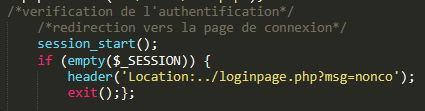 /*verification de l'authentification*/
/*redirection vers la page de connexion*/
session_start();
if (empty($_SESSION)) {
header('Location:../loginpage.php?msg=nonco');
exit();};